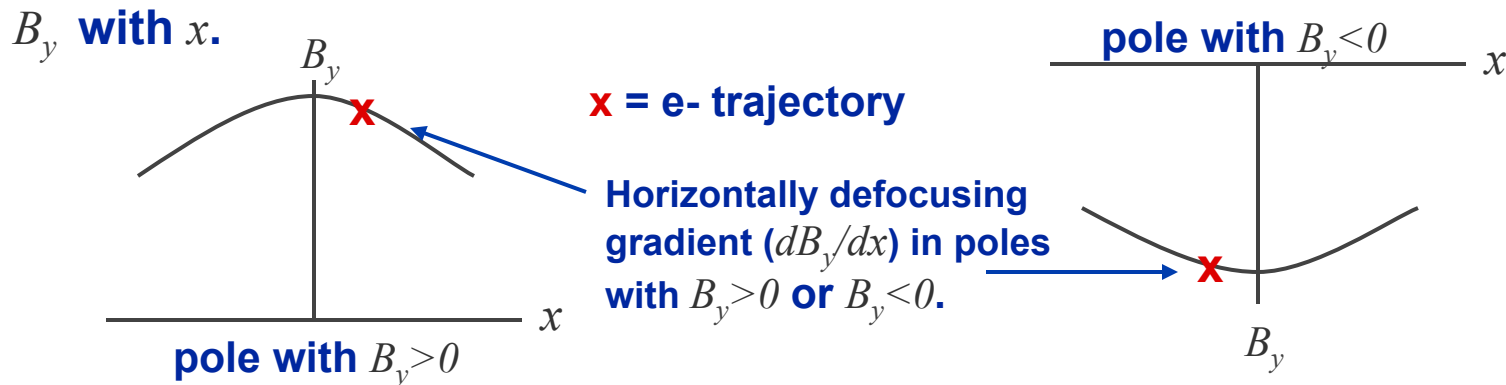 B_y with x.
B_y
x = e- trajectory
Horizontally defocusing
gradient (dB_y/dx) in poles
with B_y>0 or B_y<0.
x
pole with B_y>0
pole with B_y<0
x
B_y